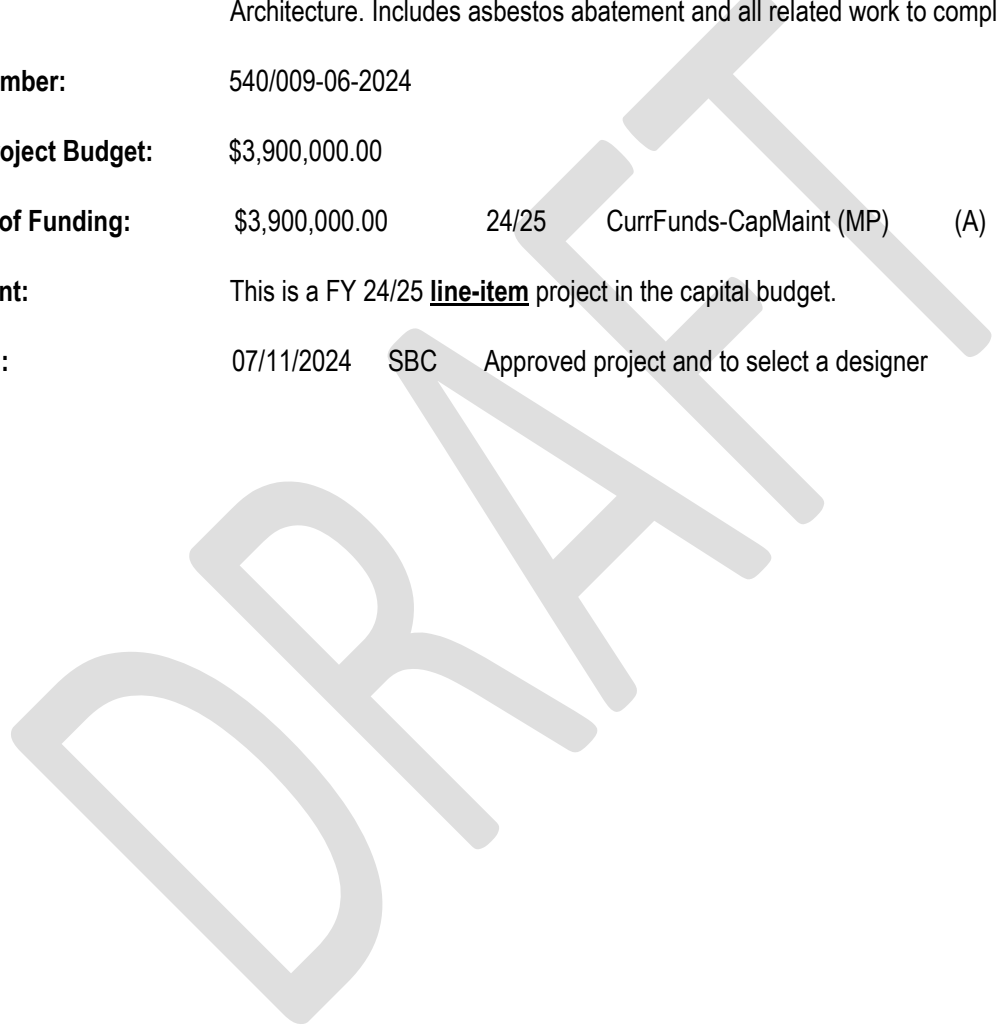 Architecture. Includes asbestos abatement and all related work to compl
mber: 540/009-06-2024
oject Budget: $3,900,000.00
of Funding: $3,900,000.00 24/25 CurrFunds-CapMaint (MP) (A)
nt: This is a FY 24/25 line-item project in the capital budget.
: 07/11/2024 SBC Approved project and to select a designer
DRAFT